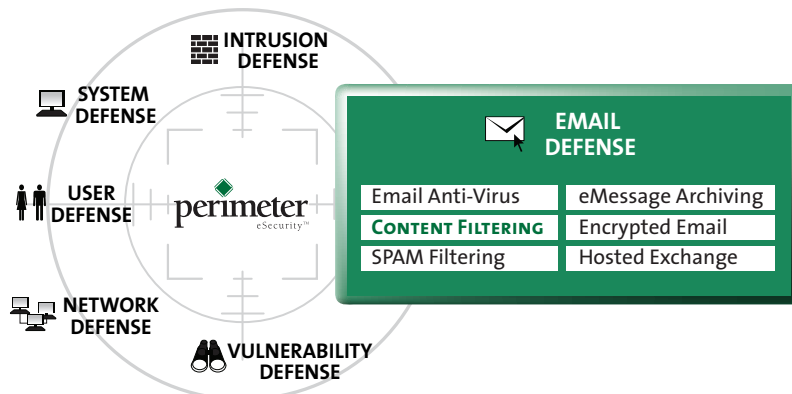 INTRUSION
DEFENSE
SYSTEM
DEFENSE
USER
DEFENSE
perimeter
eSecurity™
NETWORK
DEFENSE
VULNERABILITY
DEFENSE
EMAIL
DEFENSE
Email Anti-Virus
eMessage Archiving
CONTENT FILTERING
Encrypted Email
SPAM Filtering
Hosted Exchange